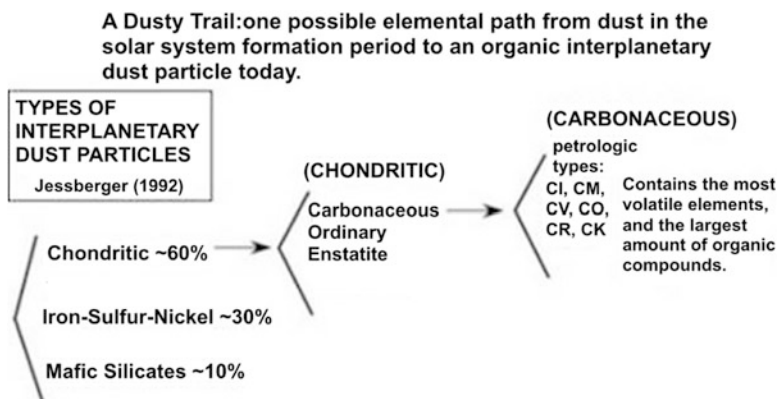 A Dusty Trail:one possible elemental path from dust in the
solar system formation period to an organic interplanetary
dust particle today.
TYPES OF
INTERPLANETARY
DUST PARTICLES
Jessberger (1992)
Chondritic ~60%
Iron-Sulfur-Nickel ~30%
Mafic Silicates ~10%
(CHONDRITIC)
Carbonaceous
Ordinary
Enstatite
(CARBONACEOUS)
petrologic
types:
CI, CM,
CV, CO,
CR, CK
Contains the most
volatile elements,
and the largest
amount of organic
compounds.